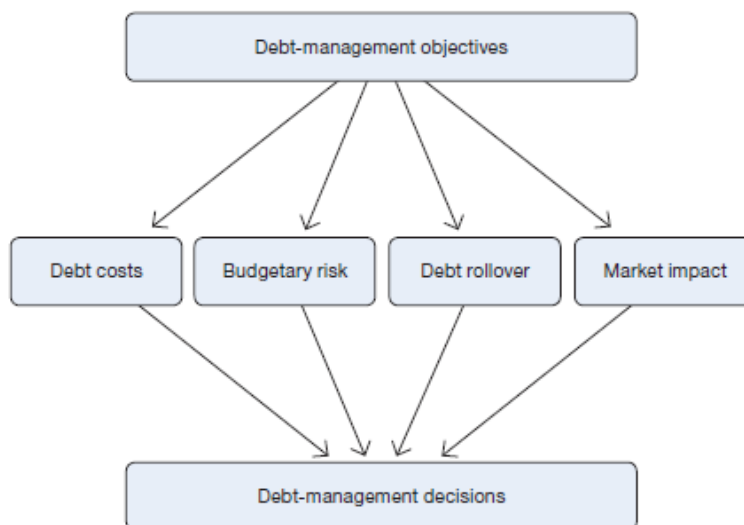 Debt-management objectives
Debt costs
Budgetary risk
Debt rollover
Market impact
Debt-management decisions